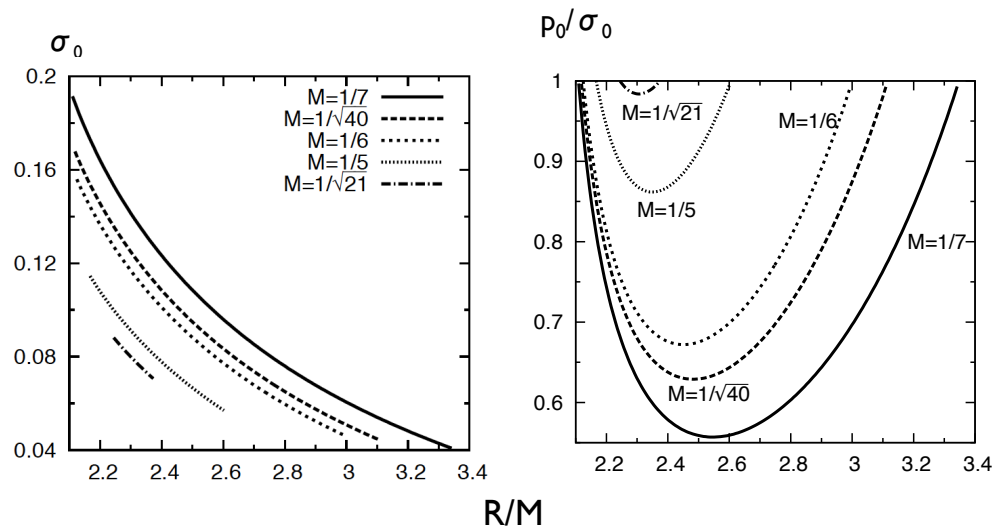 σ₀
0.2
0.16
0.12
0.08
0.04
2.2 2.4 2.6 2.8 3 3.2 3.4
M=1/7
M=1/√40
M=1/6
M=1/5
M=1/√21
p₀/σ₀
1
0.9
0.8
0.7
0.6
2.2 2.4 2.6 2.8 3 3.2 3.4
M=1/√21
M=1/6
M=1/5
M=1/7
M=1/√40
R/M